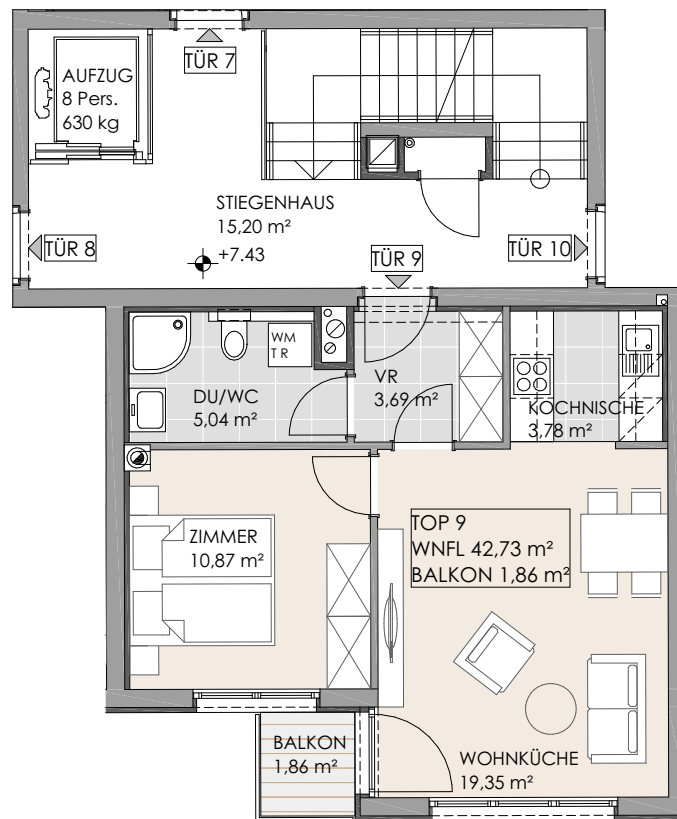 TÜR 7
AUFZUG
8 Pers.
630 kg
STIEGENHAUS
15,20 m²
+7.43
TÜR 8
TÜR 9
TÜR 10
WM
T R
DU/WC
5,04 m²
VR
3,69 m²
KOCHNISCHE
3,78 m²
ZIMMER
10,87 m²
TOP 9
WNFL 42,73 m²
BALKON 1,86 m²
BALKON
1,86 m²
WOHNKÜCHE
19,35 m²